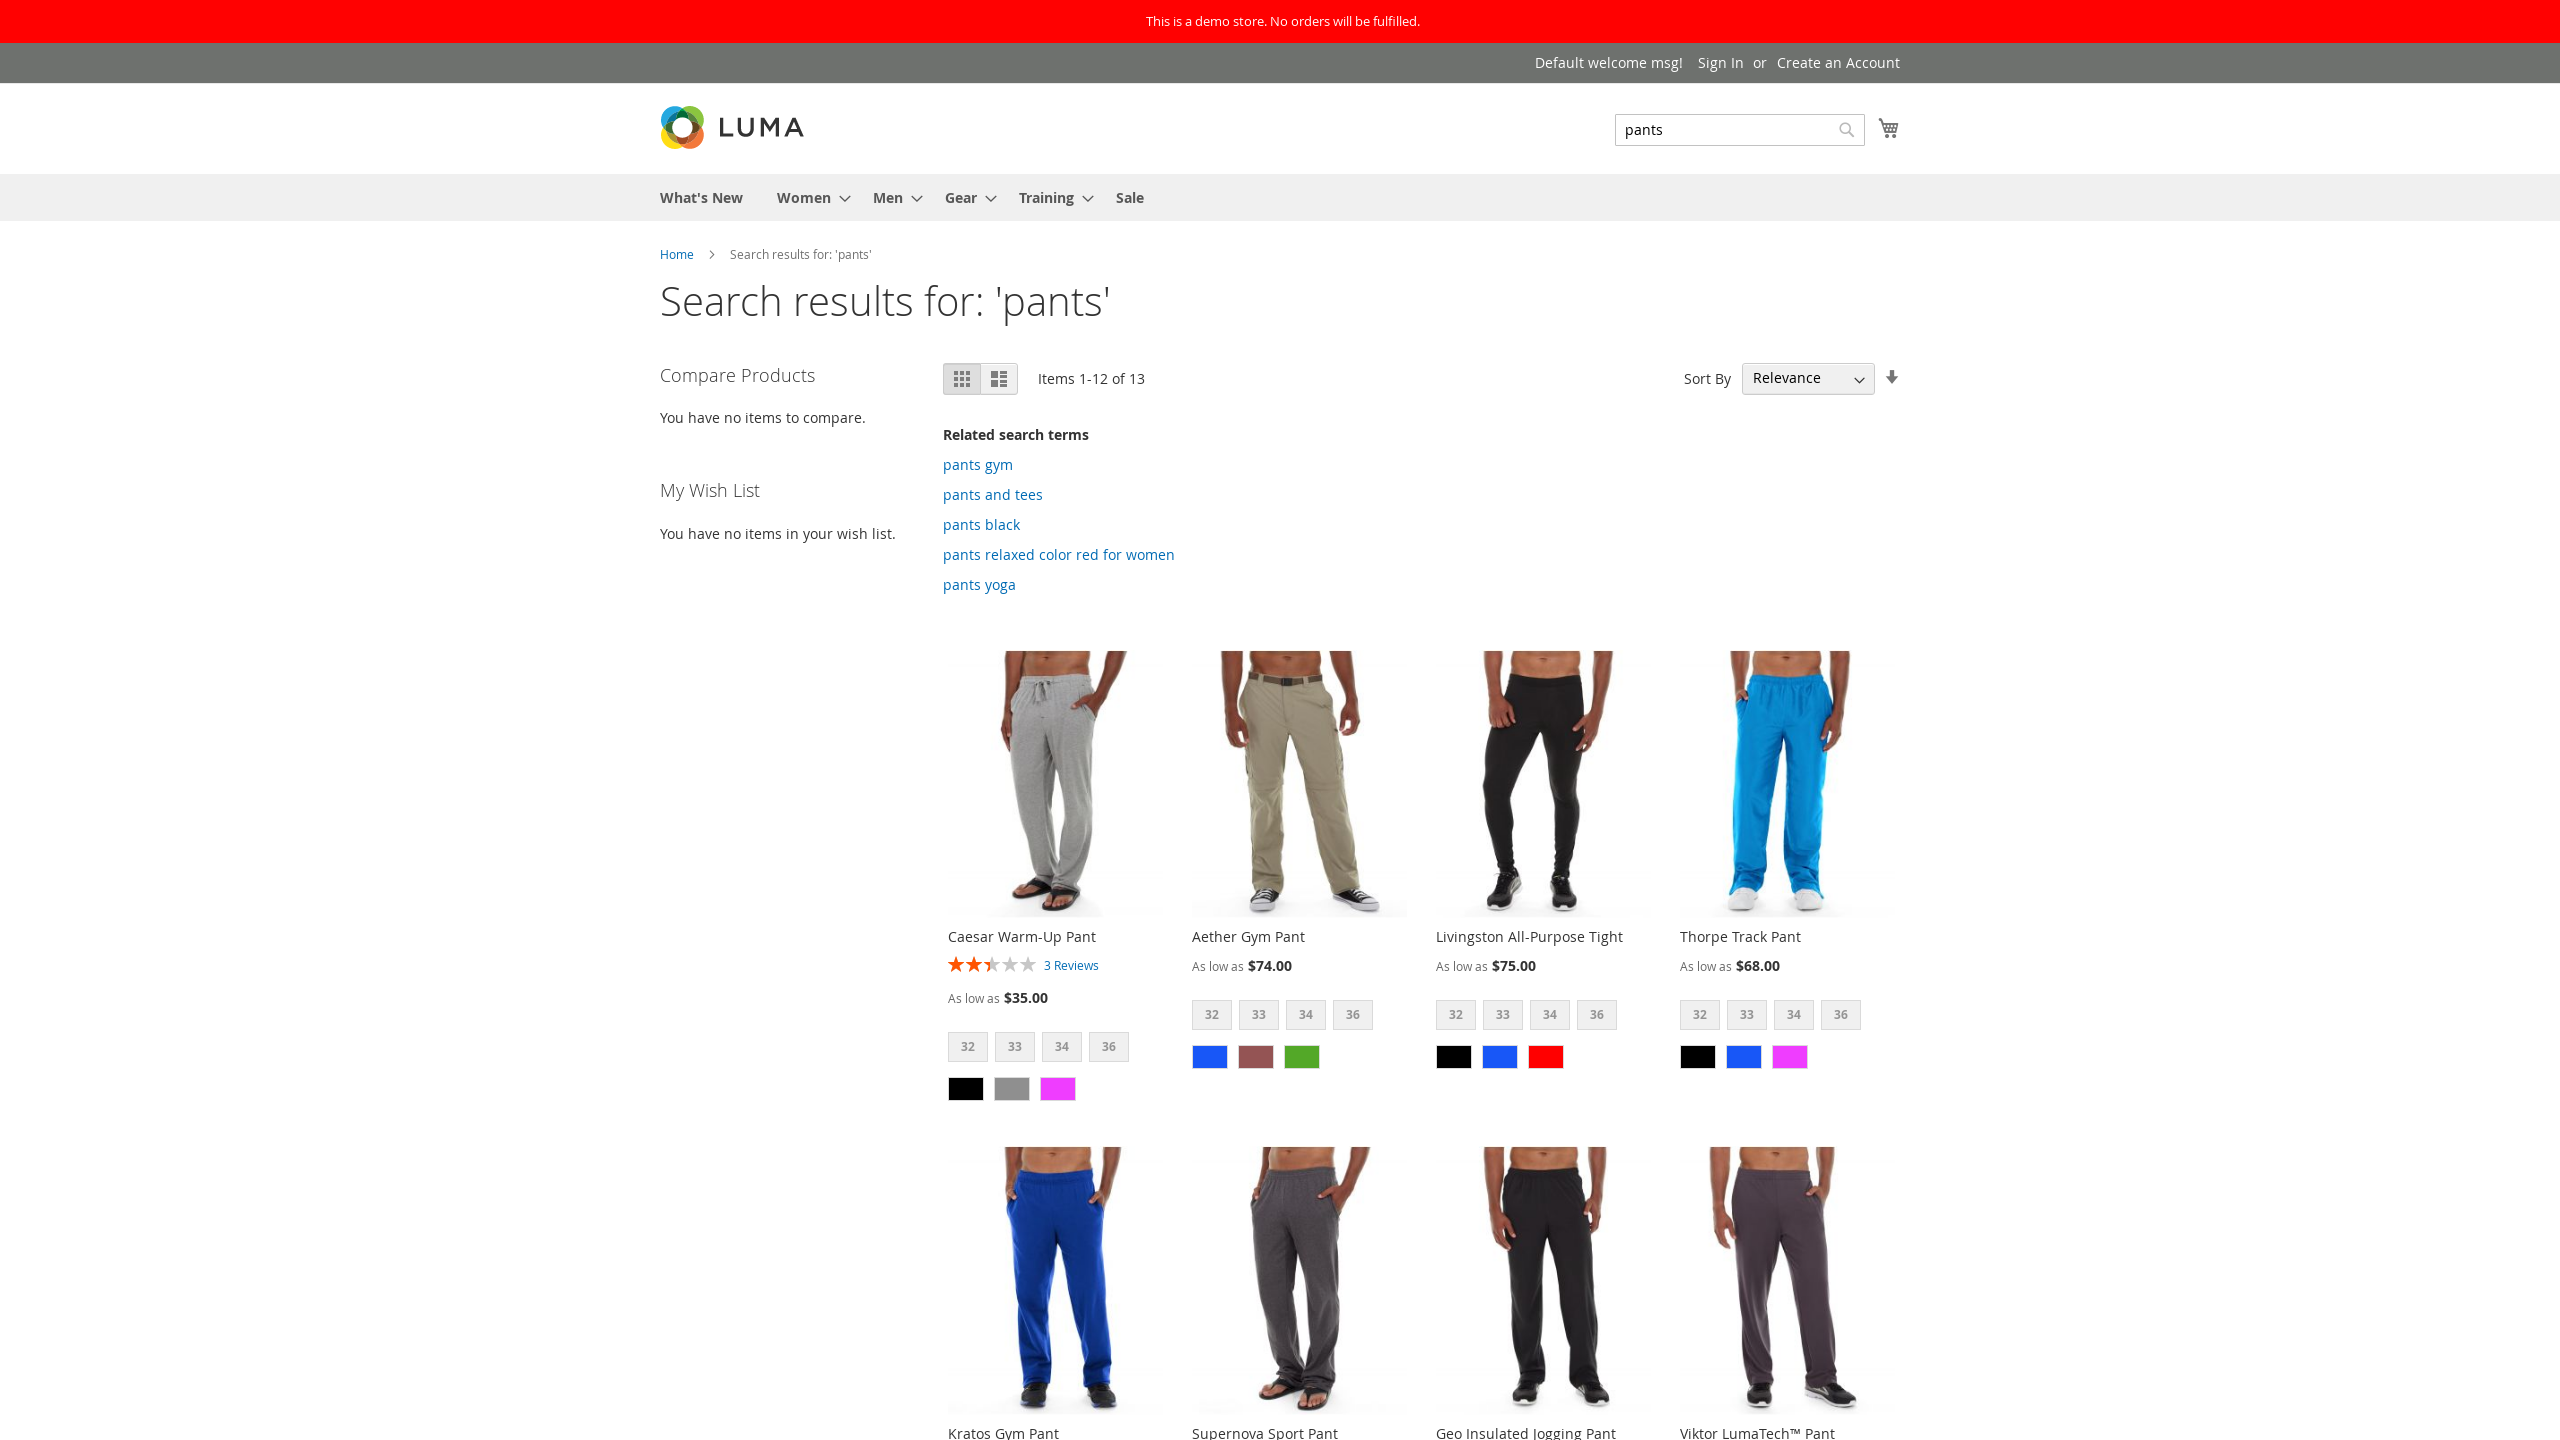 This is a demo store. No orders will be fulfilled.
Default welcome msg! Sign In or Create an Account
LUMA
pants
What's New Women Men Gear Training Sale
Home Search results for: 'pants'
Search results for: 'pants'
Compare Products
You have no items to compare.
My Wish List
You have no items in your wish list.
Items 1-12 of 13
Sort By Relevance
Related search terms
pants gym
pants and tees
pants black
pants relaxed color red for women
pants yoga
Caesar Warm-Up Pant
3 Reviews
As low as $35.00
32 33 34 36
Aether Gym Pant
As low as $74.00
32 33 34 36
Livingston All-Purpose Tight
As low as $75.00
32 33 34 36
Thorpe Track Pant
As low as $68.00
32 33 34 36
Kratos Gym Pant
Supernova Sport Pant
Geo Insulated Jogging Pant
Viktor LumaTech™ Pant